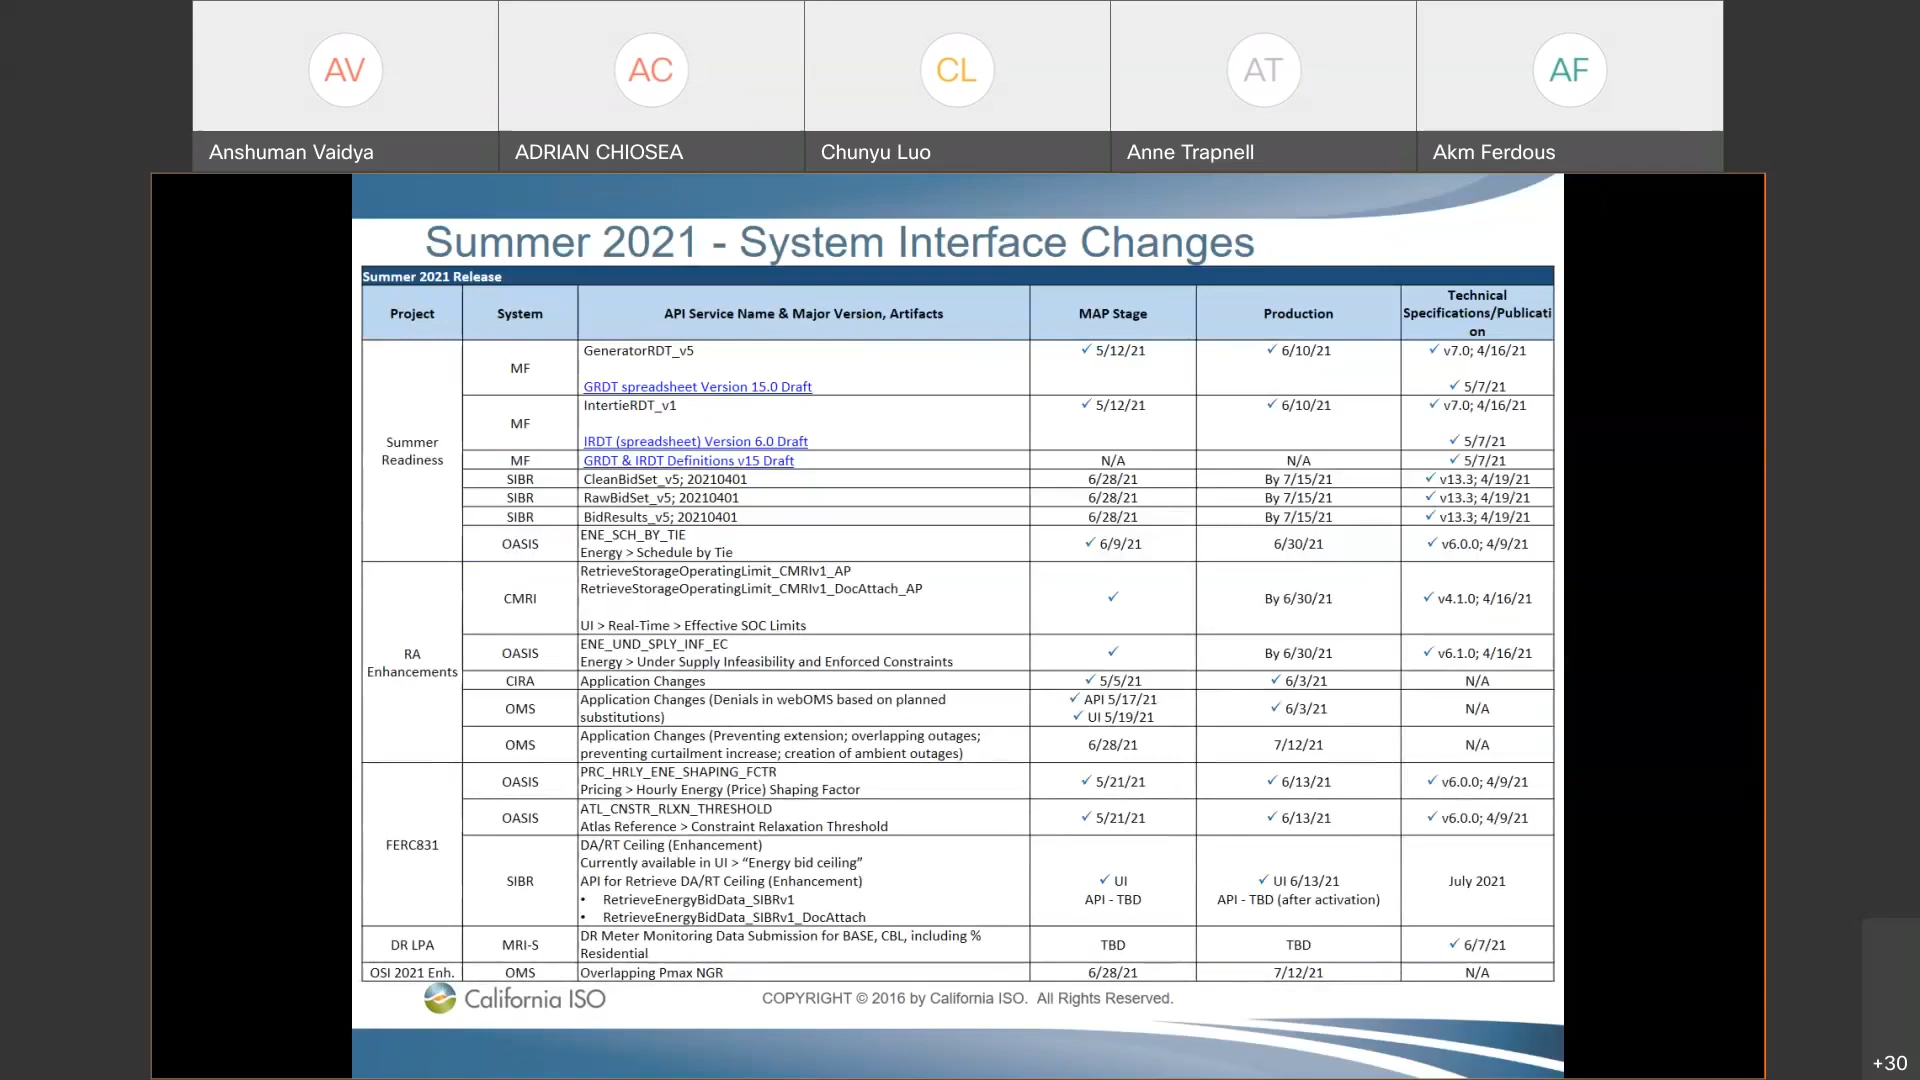 AV
AC
CL
AT
AF
Anshuman Vaidya
ADRIAN CHIOSEA
Chunyu Luo
Anne Trapnell
Akm Ferdous
Summer 2021 - System Interface Changes
Summer 2021 Release
Project
System
API Service Name & Major Version, Artifacts
MAP Stage
Production
Technical
Specifications/Publicati
on
Summer
Readiness
MF
GeneratorRDT_v5
GRDT spreadsheet Version 15.0 Draft
✓ 5/12/21
✓ 6/10/21
✓ v7.0; 4/16/21
✓ 5/7/21
MF
IntertieRDT_v1
IRDT (spreadsheet) Version 6.0 Draft
✓ 5/12/21
✓ 6/10/21
✓ v7.0; 4/16/21
✓ 5/7/21
MF
GRDT & IRDT Definitions v15 Draft
N/A
N/A
✓ 5/7/21
SIBR
CleanBidSet_v5; 20210401
6/28/21
By 7/15/21
✓ v13.3; 4/19/21
SIBR
RawBidSet_v5; 20210401
6/28/21
By 7/15/21
✓ v13.3; 4/19/21
SIBR
BidResults_v5; 20210401
6/28/21
By 7/15/21
✓ v13.3; 4/19/21
OASIS
ENE_SCH_BY_TIE
Energy > Schedule by Tie
✓ 6/9/21
6/30/21
✓ v6.0.0; 4/9/21
RA
Enhancements
CMRI
RetrieveStorageOperatingLimit_CMRIv1_AP
RetrieveStorageOperatingLimit_CMRIv1_DocAttach_AP
UI > Real-Time > Effective SOC Limits
✓
By 6/30/21
✓ v4.1.0; 4/16/21
OASIS
ENE_UND_SPLY_INF_EC
Energy > Under Supply Infeasibility and Enforced Constraints
✓
By 6/30/21
✓ v6.1.0; 4/16/21
CIRA
Application Changes
✓ 5/5/21
✓ 6/3/21
N/A
OMS
Application Changes (Denials in webOMS based on planned
substitutions)
✓ API 5/17/21
✓ UI 5/19/21
✓ 6/3/21
N/A
OMS
Application Changes (Preventing extension; overlapping outages;
preventing curtailment increase; creation of ambient outages)
6/28/21
7/12/21
N/A
FERC831
OASIS
PRC_HRLY_ENE_SHAPING_FCTR
Pricing > Hourly Energy (Price) Shaping Factor
✓ 5/21/21
✓ 6/13/21
✓ v6.0.0; 4/9/21
OASIS
ATL_CNSTR_RLXN_THRESHOLD
Atlas Reference > Constraint Relaxation Threshold
✓ 5/21/21
✓ 6/13/21
✓ v6.0.0; 4/9/21
SIBR
DA/RT Ceiling (Enhancement)
Currently available in UI > “Energy bid ceiling”
API for Retrieve DA/RT Ceiling (Enhancement)
• RetrieveEnergyBidData_SIBRv1
• RetrieveEnergyBidData_SIBRv1_DocAttach
✓ UI
API - TBD
✓ UI 6/13/21
API - TBD (after activation)
July 2021
DR LPA
MRI-S
DR Meter Monitoring Data Submission for BASE, CBL, including %
Residential
TBD
TBD
✓ 6/7/21
OSI 2021 Enh.
OMS
Overlapping Pmax NGR
6/28/21
7/12/21
N/A
California ISO
COPYRIGHT © 2016 by California ISO. All Rights Reserved.
+30